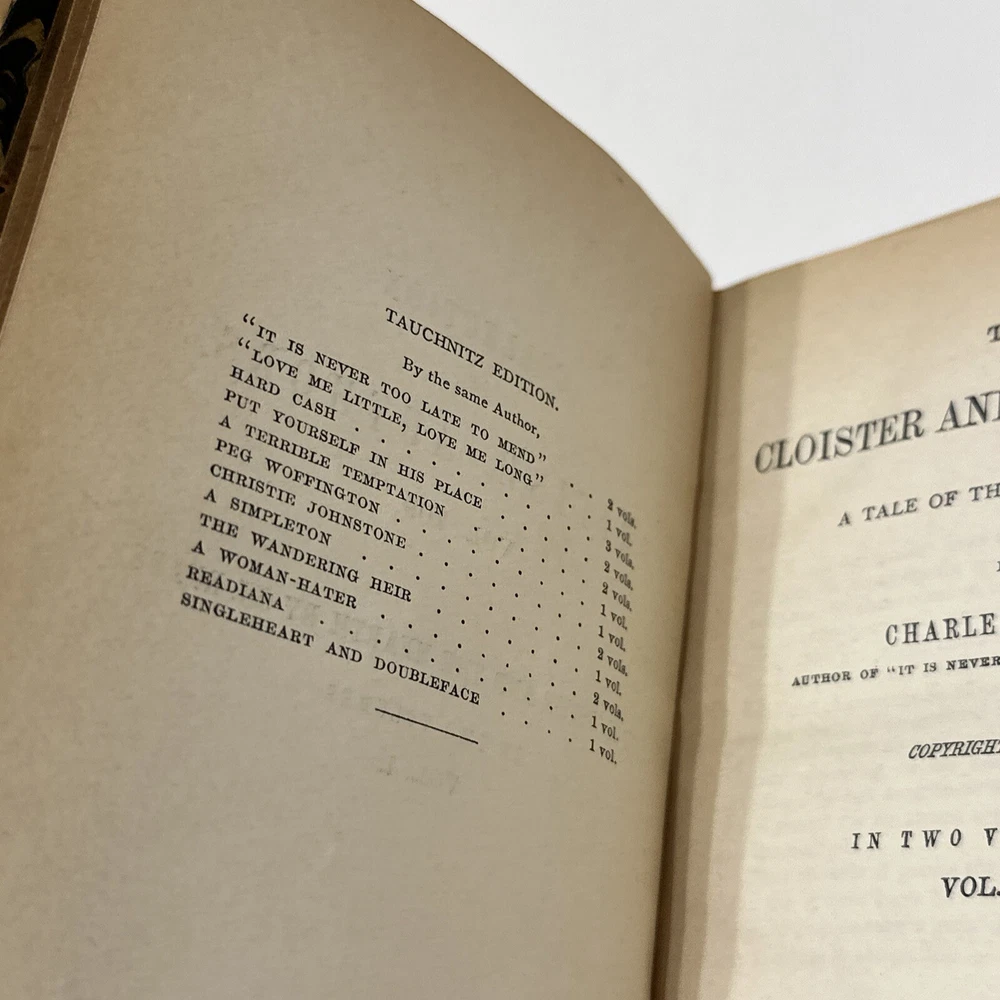 TAUCHNITZ EDITION.
By the same Author,
"IT IS NEVER TOO LATE TO MEND" . . 2 vols.
"LOVE ME LITTLE, LOVE ME LONG" . . 1 vol.
HARD CASH . . . . . . . . 3 vols.
PUT YOURSELF IN HIS PLACE . . . . 2 vols.
A TERRIBLE TEMPTATION . . . . . 2 vols.
PEG WOFFINGTON . . . . . . . 1 vol.
CHRISTIE JOHNSTONE . . . . . . 1 vol.
A SIMPLETON . . . . . . . . 2 vols.
THE WANDERING HEIR . . . . . . 1 vol.
A WOMAN-HATER . . . . . . . 2 vols.
READIANA . . . . . . . . . 1 vol.
SINGLEHEART AND DOUBLEFACE . . . . 1 vol.
CLOISTER AN
A TALE OF TH
CHARLE
AUTHOR OF "IT IS NEVER
COPYRIGH
IN TWO V
VOL.